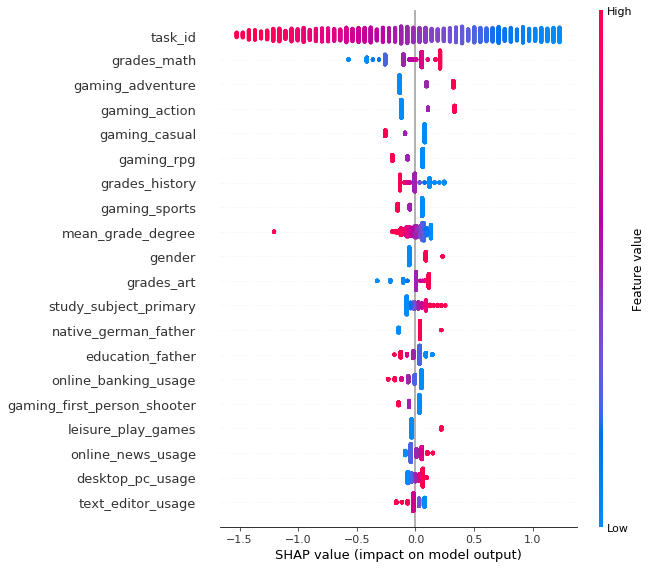 High
task_id
grades_math
gaming_adventure
gaming_action
gaming_casual
gaming_rpg
grades_history
gaming_sports
mean_grade_degree
gender
grades_art
study_subject_primary
native_german_father
education_father
online_banking_usage
gaming_first_person_shooter
leisure_play_games
online_news_usage
desktop_pc_usage
text_editor_usage
Feature value
Low
−1.5 −1.0 −0.5 0.0 0.5 1.0
SHAP value (impact on model output)